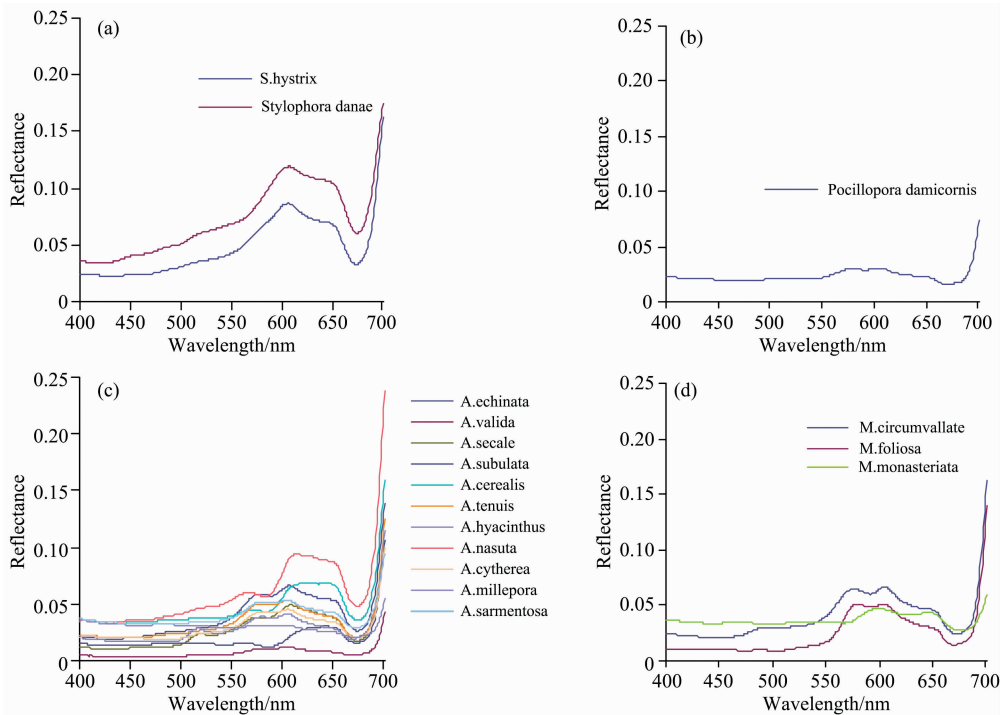 (a)
0.25
0.20
0.15
0.10
0.05
0
Reflectance
S.hystrix
Stylophora danae
400 450 500 550 600 650 700
Wavelength/nm
(b)
0.25
0.20
0.15
0.10
0.05
0
Reflectance
Pocillopora damicornis
400 450 500 550 600 650 700
Wavelength/nm
(c)
0.25
0.20
0.15
0.10
0.05
0
Reflectance
A.echinata
A.valida
A.secale
A.subulata
A.cerealis
A.tenuis
A.hyacinthus
A.nasuta
A.cytherea
A.millepora
A.sarmentosa
400 450 500 550 600 650 700
Wavelength/nm
(d)
0.25
0.20
0.15
0.10
0.05
0
Reflectance
M.circumvallate
M.foliosa
M.monasteriata
400 450 500 550 600 650 700
Wavelength/nm